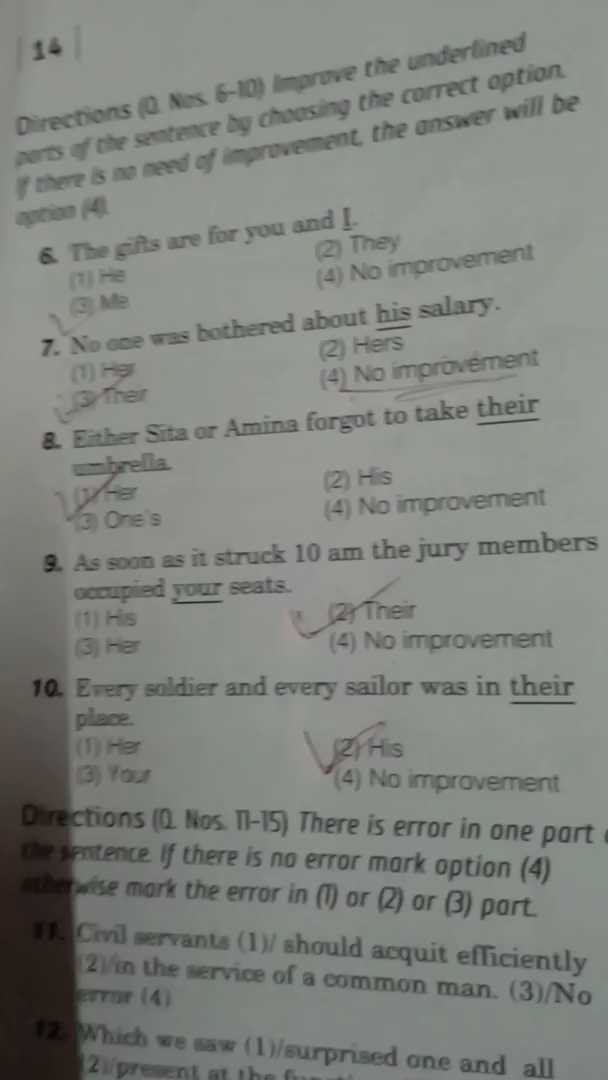 14
Directions (Q. Nos. 6-10) Improve the underlined
parts of the sentence by choosing the correct option.
If there is no need of improvement, the answer will be
option (4).
6. The gifts are for you and I.
(1) He (2) They
(3) Me (4) No improvement
7. No one was bothered about his salary.
(1) Her (2) Hers
(3) Their (4) No improvement
8. Either Sita or Amina forgot to take their
umbrella.
(1) Her (2) His
(3) One's (4) No improvement
9. As soon as it struck 10 am the jury members
occupied your seats.
(1) His (2) Their
(3) Her (4) No improvement
10. Every soldier and every sailor was in their
place.
(1) Her (2) His
(3) Your (4) No improvement
Directions (Q. Nos. 11-15) There is error in one part
the sentence. If there is no error mark option (4)
otherwise mark the error in (1) or (2) or (3) part.
11. Civil servants (1)/ should acquit efficiently
(2)/in the service of a common man. (3)/No
error (4)
12. Which we saw (1)/surprised one and all
(2)/present at the